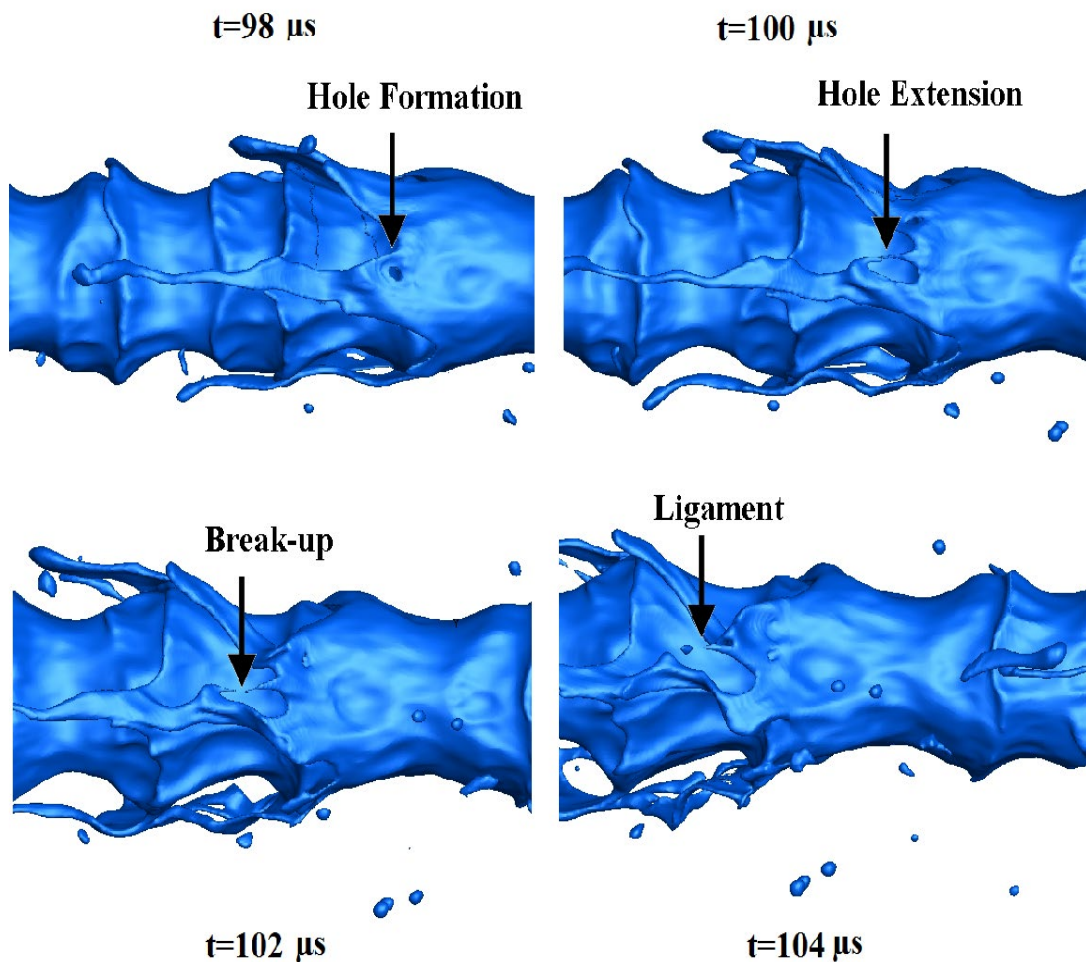 t=98 μs
t=100 μs
Hole Formation
Hole Extension
Break-up
Ligament
t=102 μs
t=104 μs